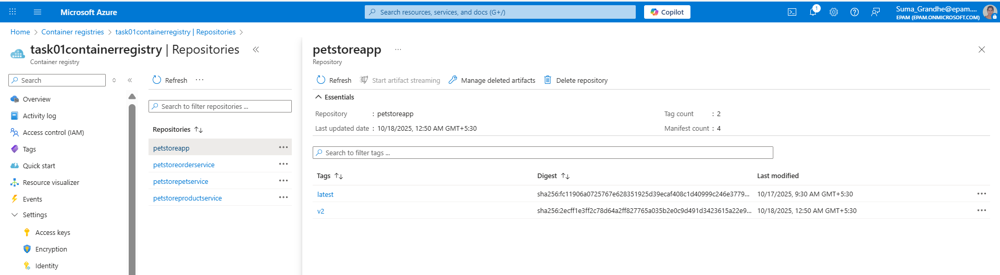 Microsoft Azure
Search resources, services, and docs (G+/)
Copilot
1
Suma_Grandhe@epam....
EPAM (EPAM.ONMICROSOFT.COM)
Home > Container registries > task01containerregistry | Repositories >
task01containerregistry | Repositories
Container registry
Search
Overview
Activity log
Access control (IAM)
Tags
Quick start
Resource visualizer
Events
Settings
Access keys
Encryption
Identity
Refresh ...
Search to filter repositories ...
Repositories
petstoreapp
petstoreorderservice
petstorepetservice
petstoreproductservice
petstoreapp ...
Repository
Refresh
Start artifact streaming
Manage deleted artifacts
Delete repository
Essentials
Repository : petstoreapp
Tag count : 2
Last updated date : 10/18/2025, 12:50 AM GMT+5:30
Manifest count : 4
Search to filter tags ...
Tags Digest Last modified
latest sha256:fc11906a0725767e628351925d39ecaf408c1d40999c246e3779... 10/17/2025, 9:30 AM GMT+5:30
v2 sha256:2ecff1e3ff2c78d64a2ff827765a035b2e0c9d491d3423615a22e9... 10/18/2025, 12:50 AM GMT+5:30